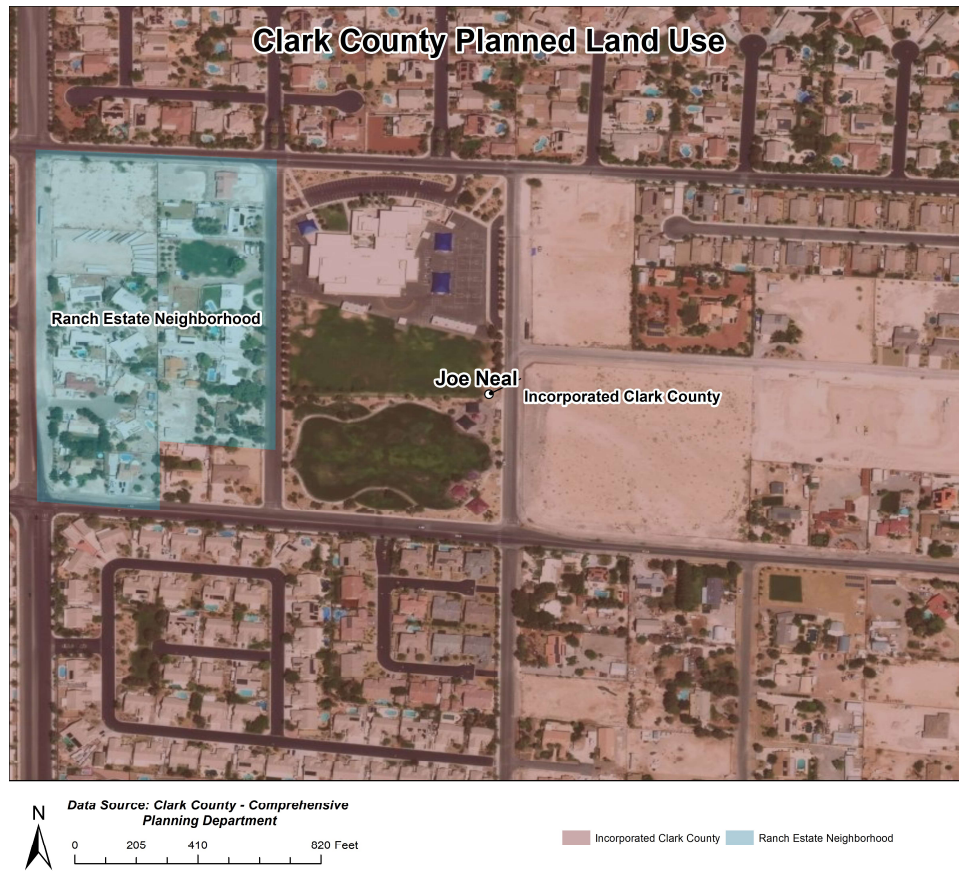 Clark County Planned Land Use
Ranch Estate Neighborhood
Joe Neal
Incorporated Clark County
Data Source: Clark County - Comprehensive
Planning Department
N
0 205 410 820 Feet
Incorporated Clark County
Ranch Estate Neighborhood